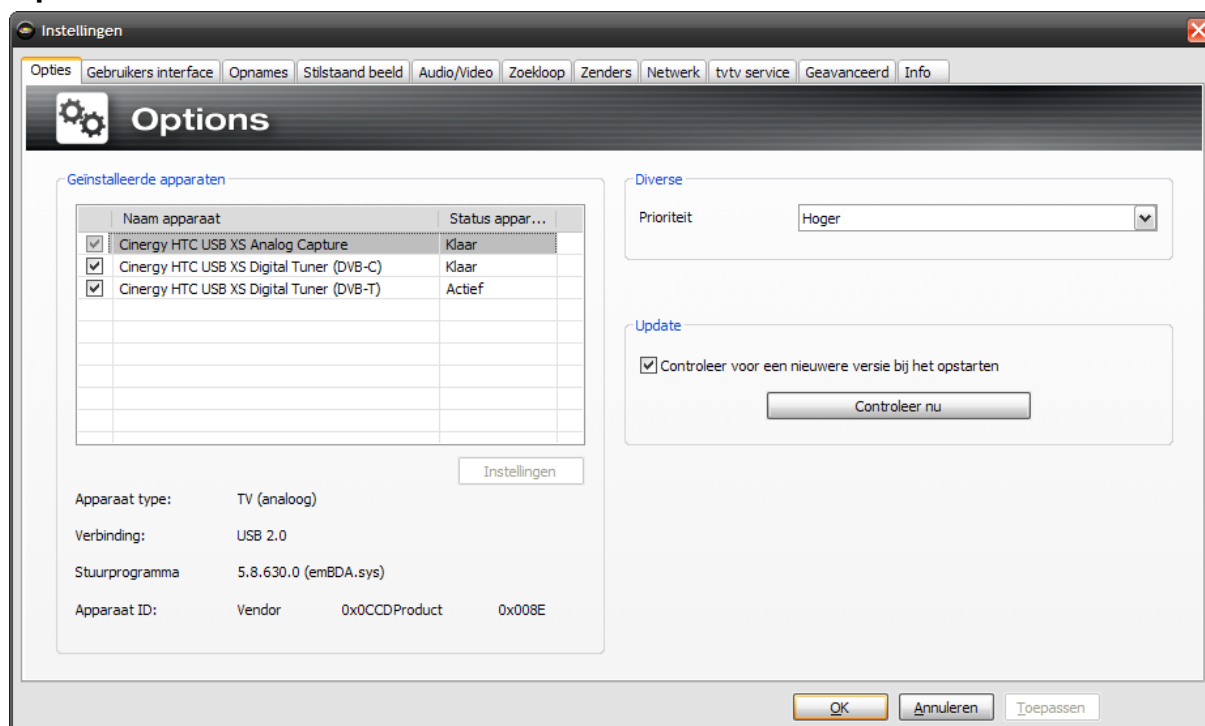 Instellingen
Opties Gebruikers interface Opnames Stilstaand beeld Audio/Video Zoekloop Zenders Netwerk tvtv service Geavanceerd Info
Options
Geïnstalleerde apparaten
Naam apparaat Status appar...
Cinergy HTC USB XS Analog Capture Klaar
Cinergy HTC USB XS Digital Tuner (DVB-C) Klaar
Cinergy HTC USB XS Digital Tuner (DVB-T) Actief
Instellingen
Apparaat type: TV (analoog)
Verbinding: USB 2.0
Stuurprogramma 5.8.630.0 (emBDA.sys)
Apparaat ID: Vendor 0x0CCDProduct 0x008E
Diverse
Prioriteit Hoger
Update
Controleer voor een nieuwere versie bij het opstarten
Controleer nu
OK Annuleren Toepassen